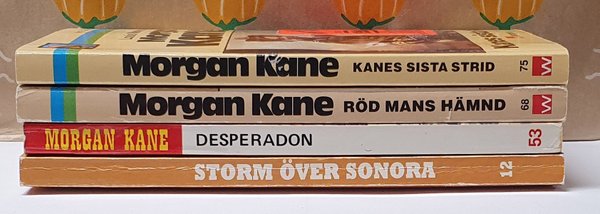 Morgan Kane KANES SISTA STRID 75 W
Morgan Kane RÖD MANS HÄMND 68 W
MORGAN KANE DESPERADON 53
STORM ÖVER SONORA 12